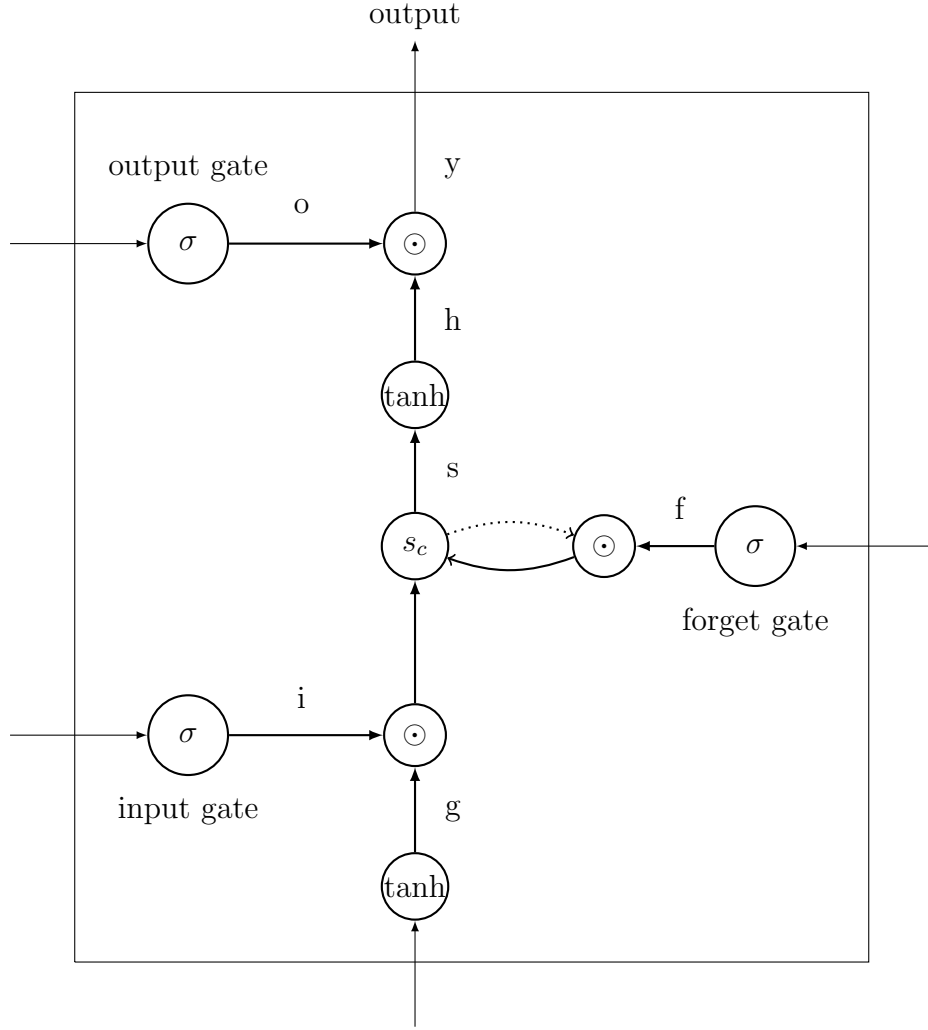 output
output gate
y
o
σ
⊙
h
tanh
s
f
s_c
⊙
σ
forget gate
i
σ
⊙
input gate
g
tanh